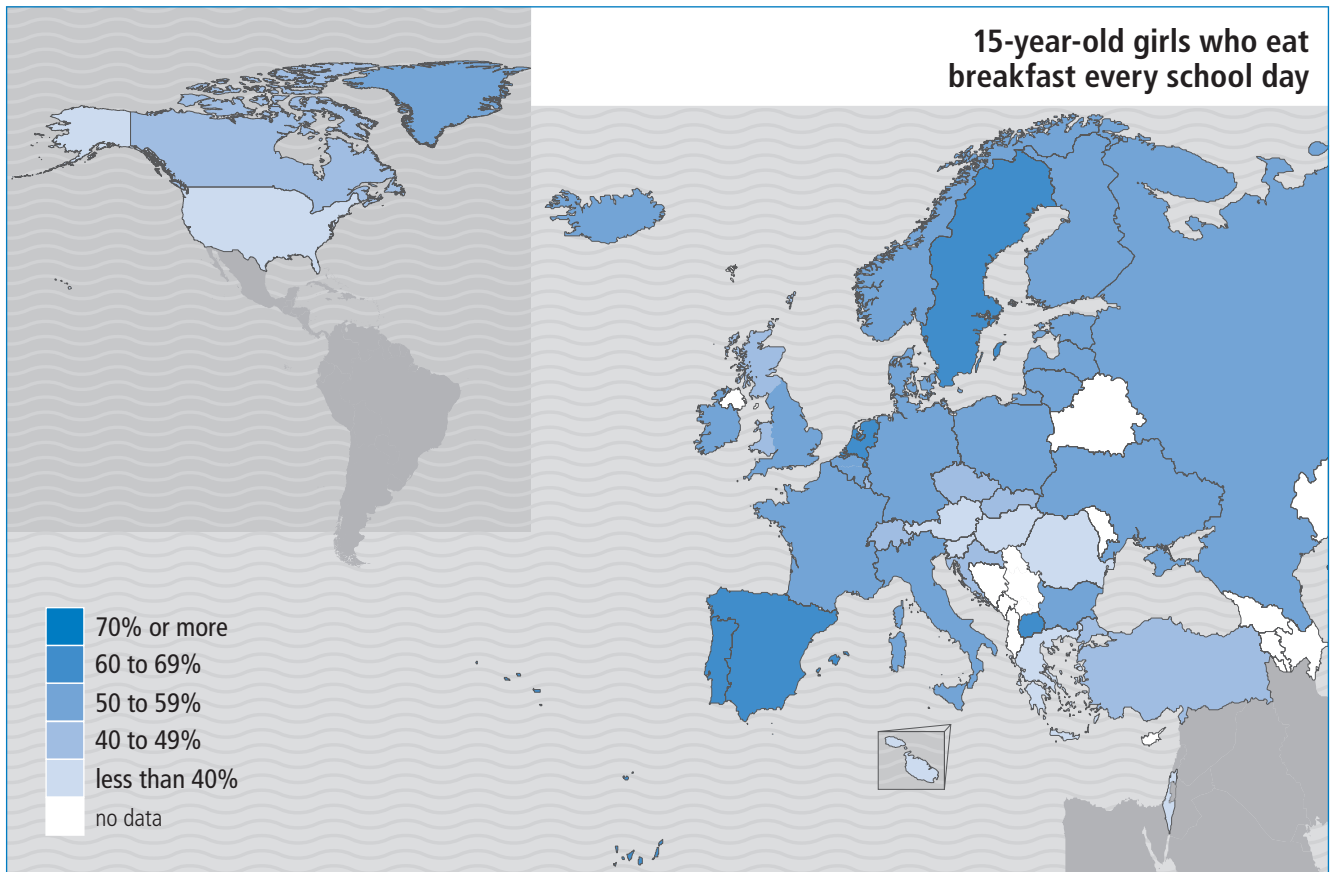 15-year-old girls who eat
breakfast every school day
70% or more
60 to 69%
50 to 59%
40 to 49%
less than 40%
no data